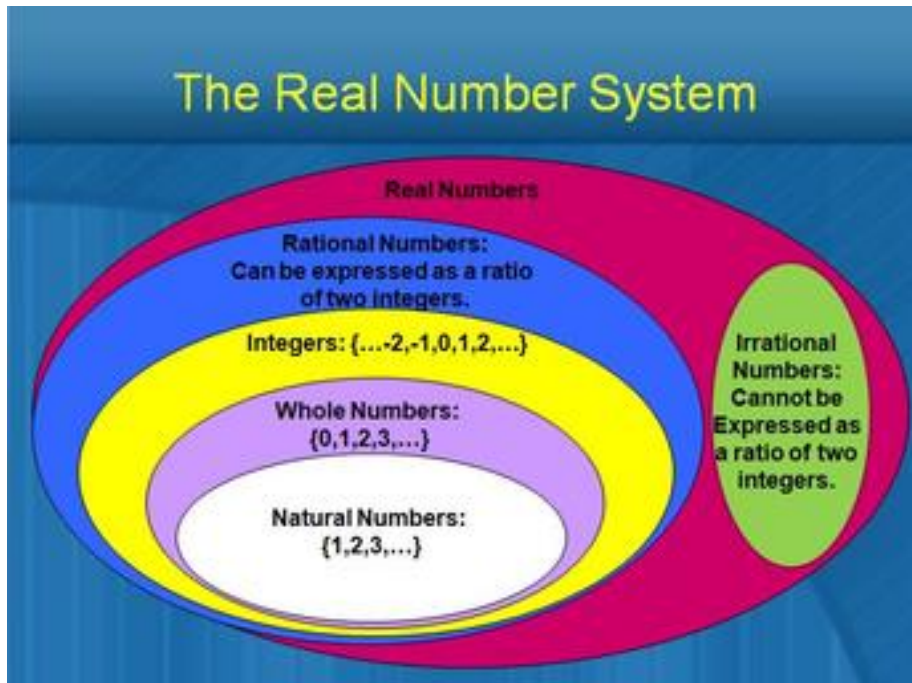 The Real Number System
Real Numbers
Rational Numbers:
Can be expressed as a ratio
of two integers.
Integers: {…-2,-1,0,1,2,…}
Whole Numbers:
{0,1,2,3,…}
Natural Numbers:
{1,2,3,…}
Irrational
Numbers:
Cannot be
Expressed as
a ratio of two
integers.